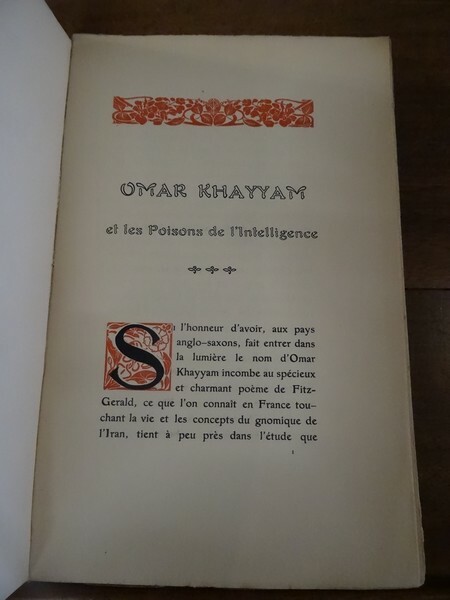 OMAR KHAYYAM
et les Poisons de l'Intelligence
Si l'honneur d'avoir, aux pays
anglo-saxons, fait entrer dans
la lumière le nom d'Omar
Khayyam incombe au spécieux
et charmant poème de Fitz-
Gerald, ce que l'on connaît en France tou-
chant la vie et les concepts du gnomique de
l'Iran, tient à peu près dans l'étude que
1